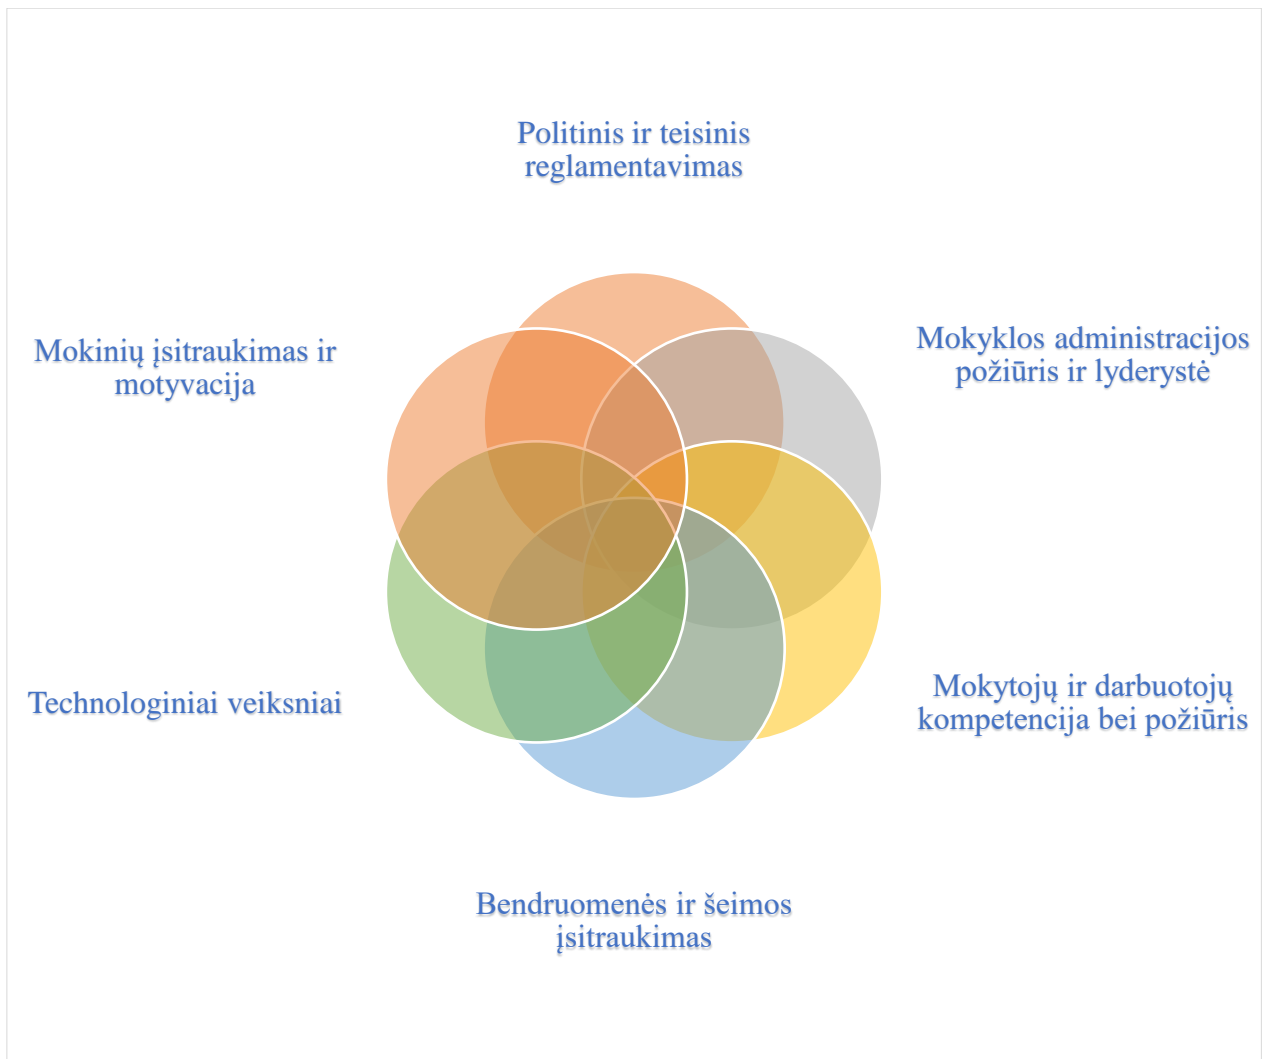 Politinis ir teisinis
reglamentavimas
Mokinių įsitraukimas ir
motyvacija
Mokyklos administracijos
požiūris ir lyderystė
Technologiniai veiksniai
Mokytojų ir darbuotojų
kompetencija bei požiūris
Bendruomenės ir šeimos
įsitraukimas